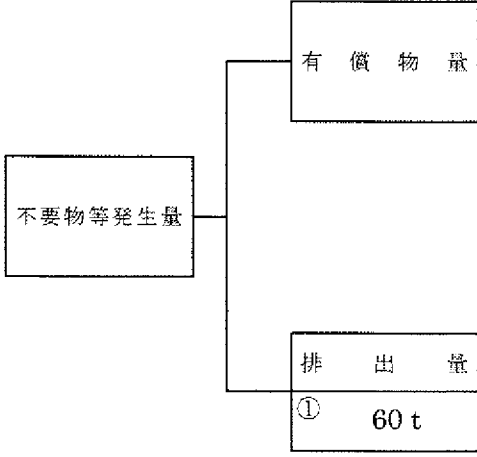 有償物量
不要物等発生量
排出量
①
60 t